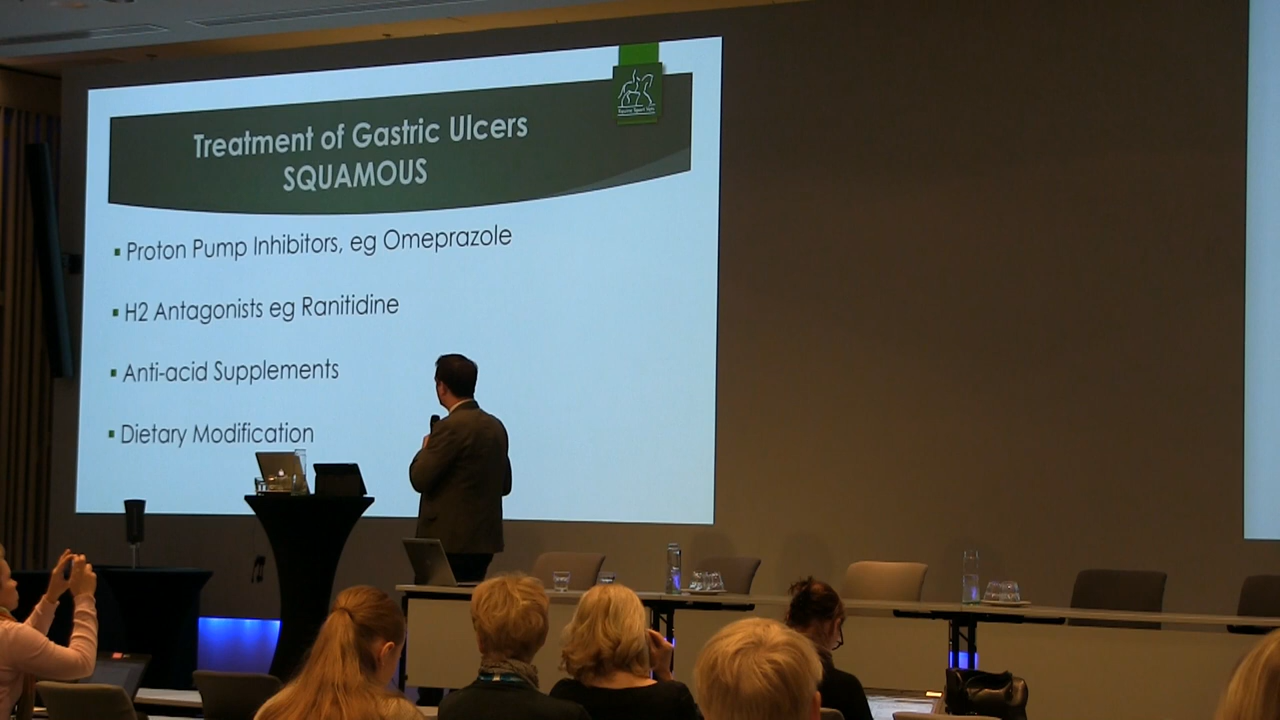 Treatment of Gastric Ulcers
SQUAMOUS
Proton Pump Inhibitors, eg Omeprazole
H2 Antagonists eg Ranitidine
Anti-acid Supplements
Dietary Modification